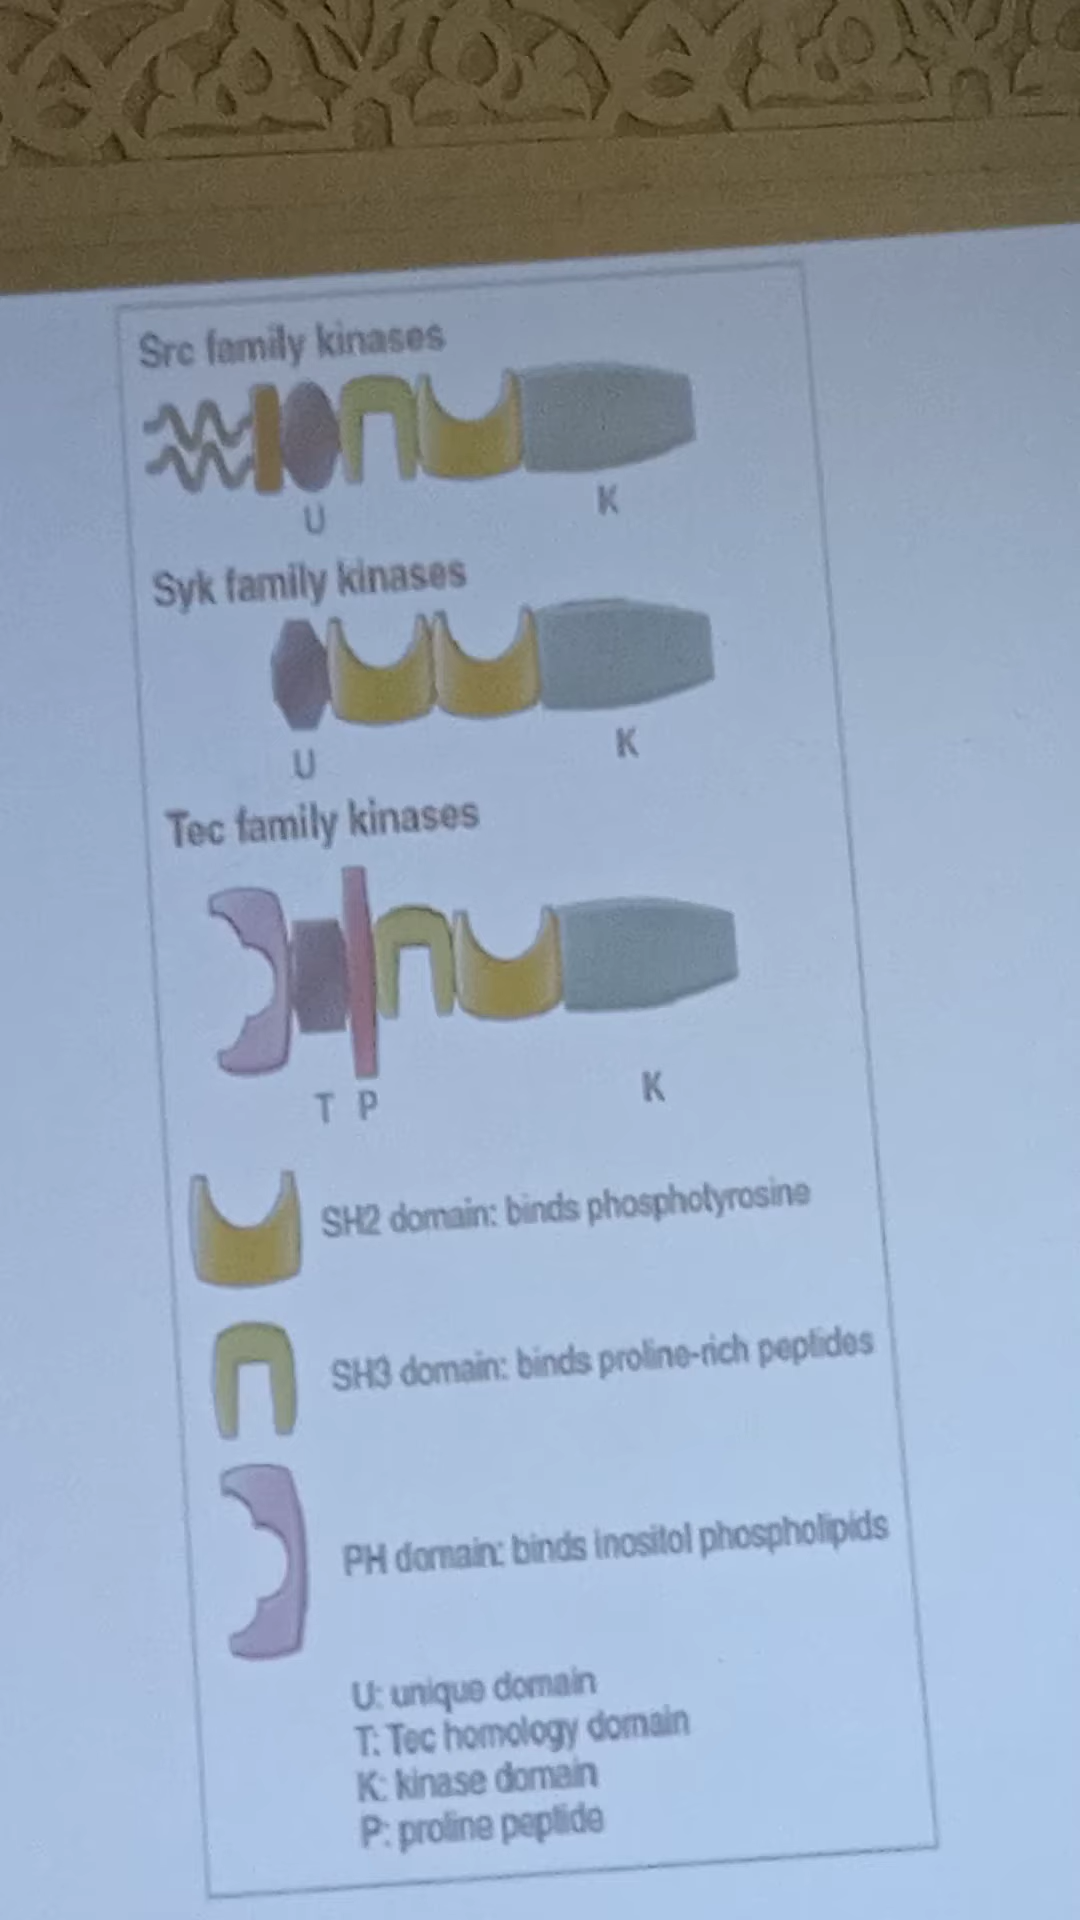 Src family kinases
U
K
Syk family kinases
U
K
Tec family kinases
T P
K
SH2 domain: binds phosphotyrosine
SH3 domain: binds proline-rich peptides
PH domain: binds inositol phospholipids
U: unique domain
T: Tec homology domain
K: kinase domain
P: proline peptide